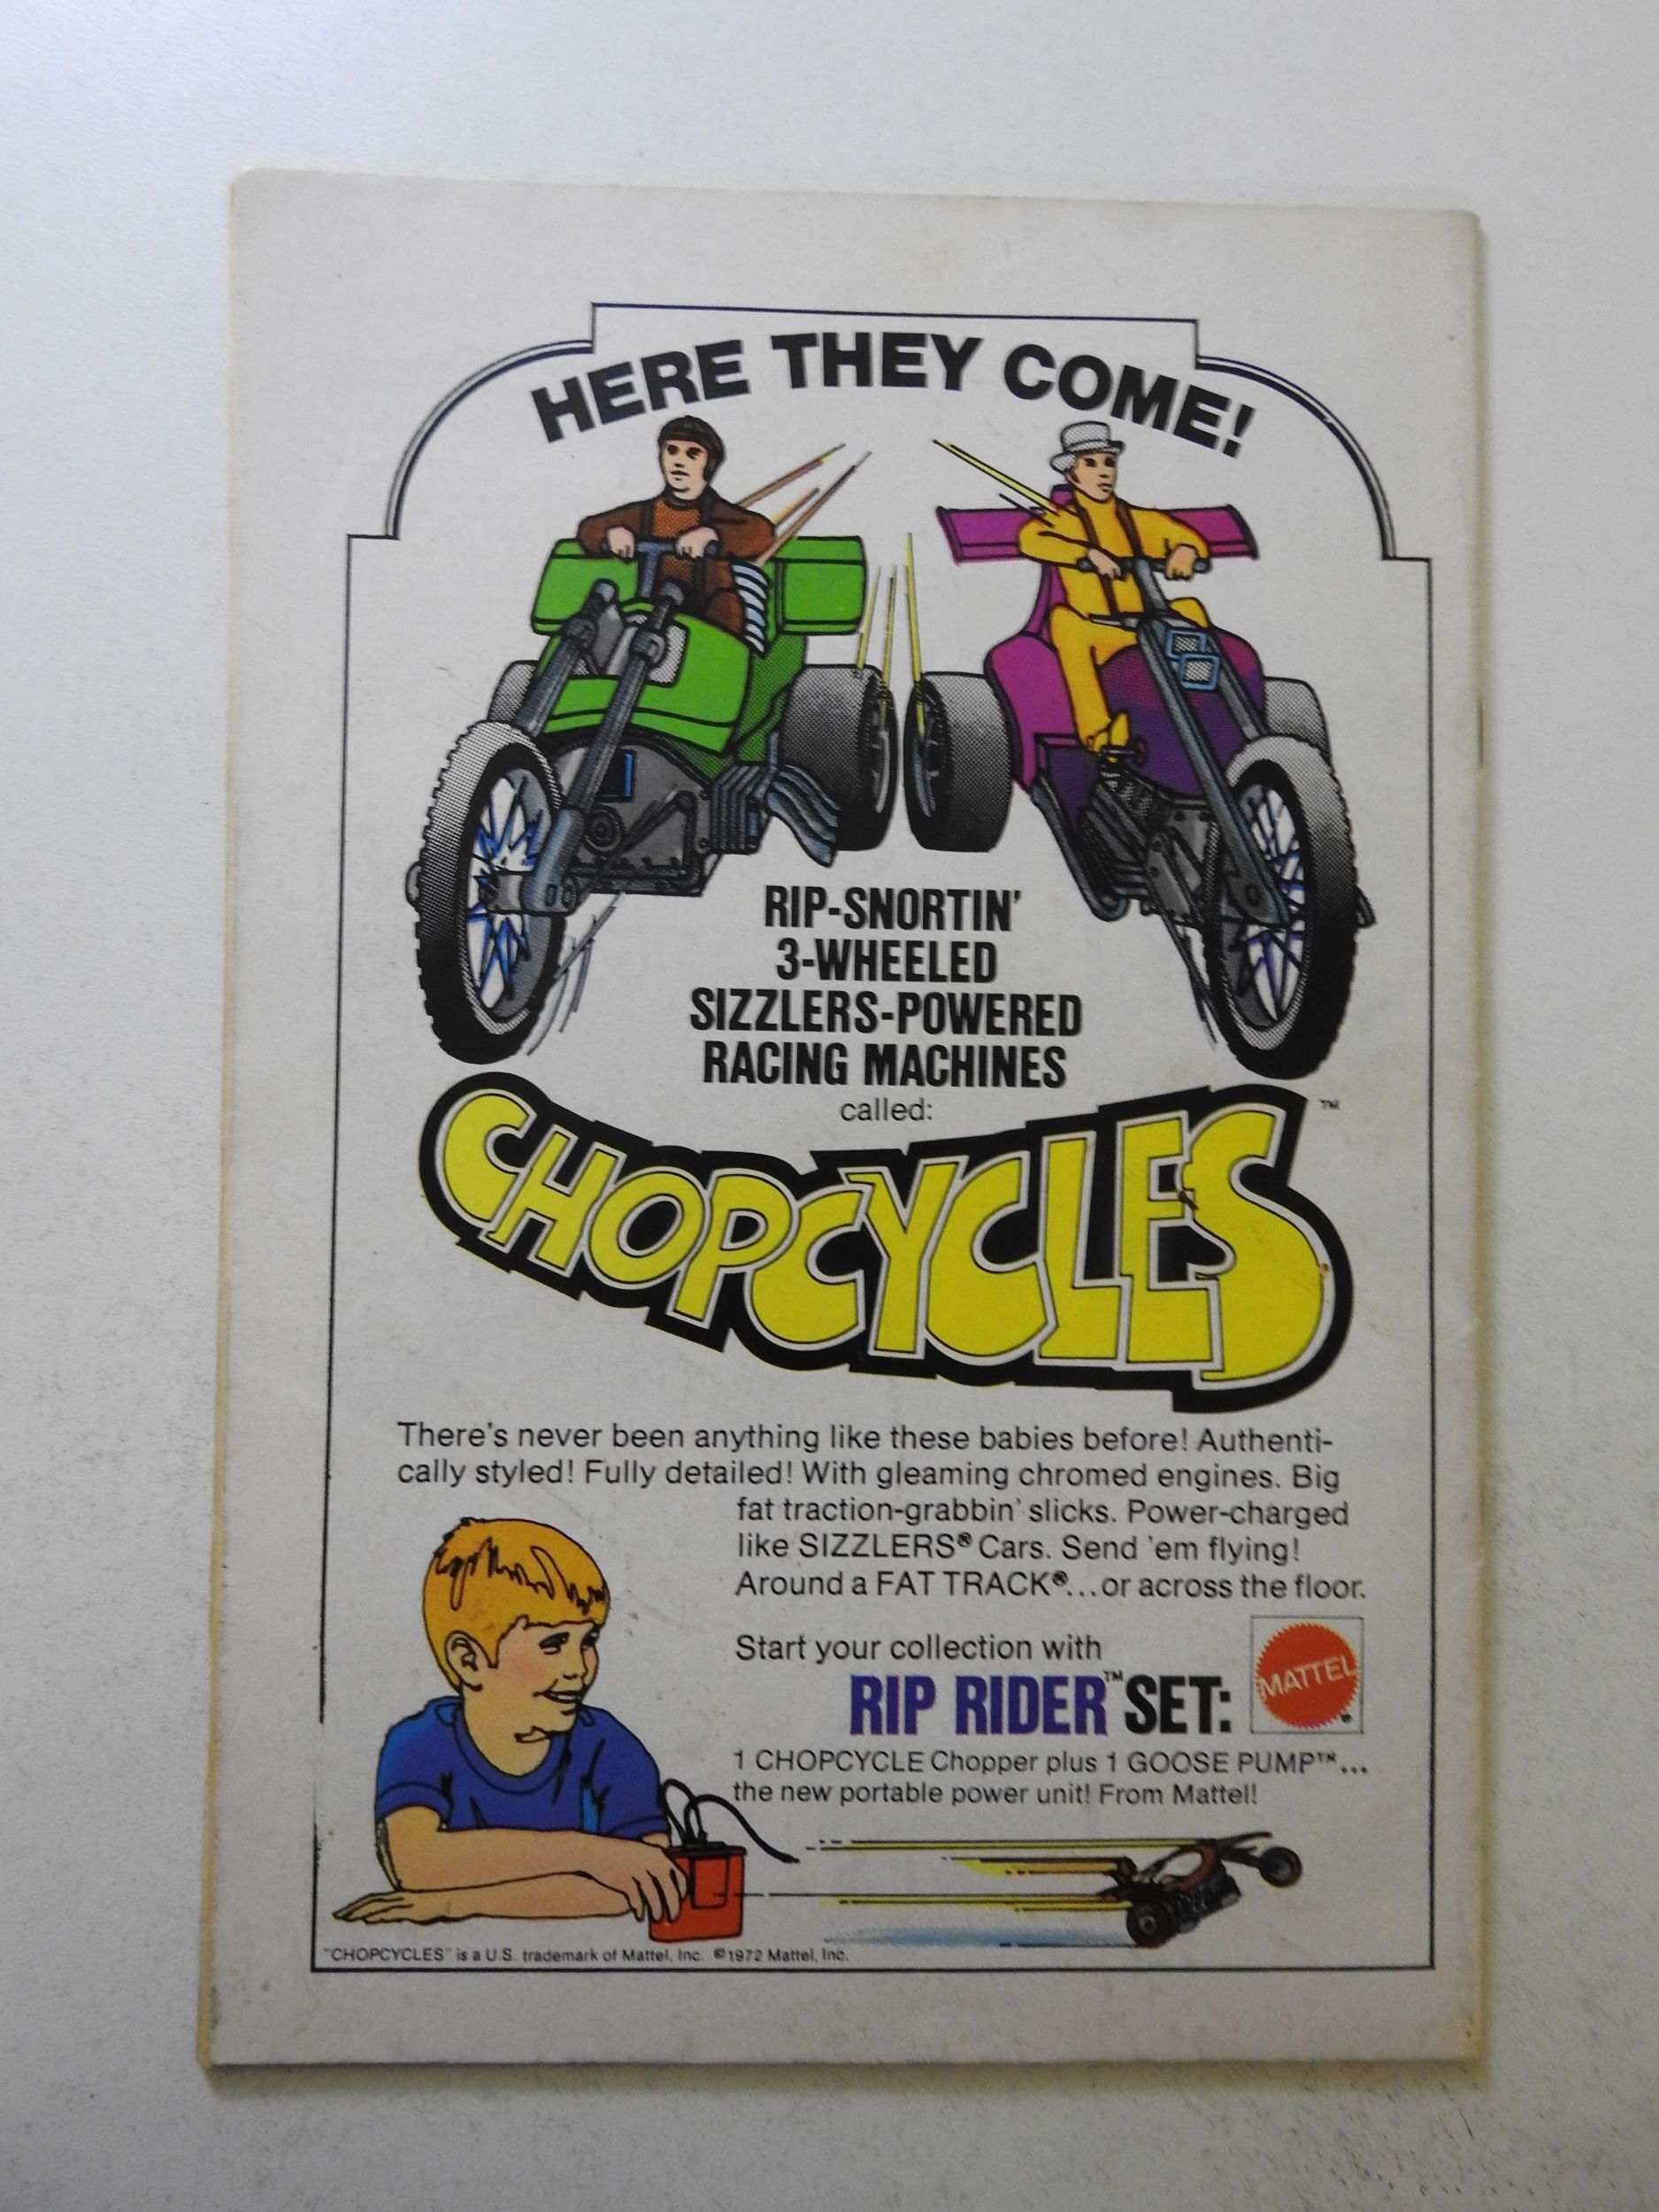 HERE THEY COME!
RIP-SNORTIN'
3-WHEELED
SIZZLERS-POWERED
RACING MACHINES
called:
CHOPCYCLES™
There's never been anything like these babies before! Authenti-
cally styled! Fully detailed! With gleaming chromed engines. Big
fat traction-grabbin' slicks. Power-charged
like SIZZLERS® Cars. Send 'em flying!
Around a FAT TRACK®...or across the floor.
Start your collection with
RIP RIDER™ SET:
MATTEL
1 CHOPCYCLE Chopper plus 1 GOOSE PUMP™...
the new portable power unit! From Mattel!
"CHOPCYCLES" is a U.S. trademark of Mattel, Inc. ©1972 Mattel, Inc.